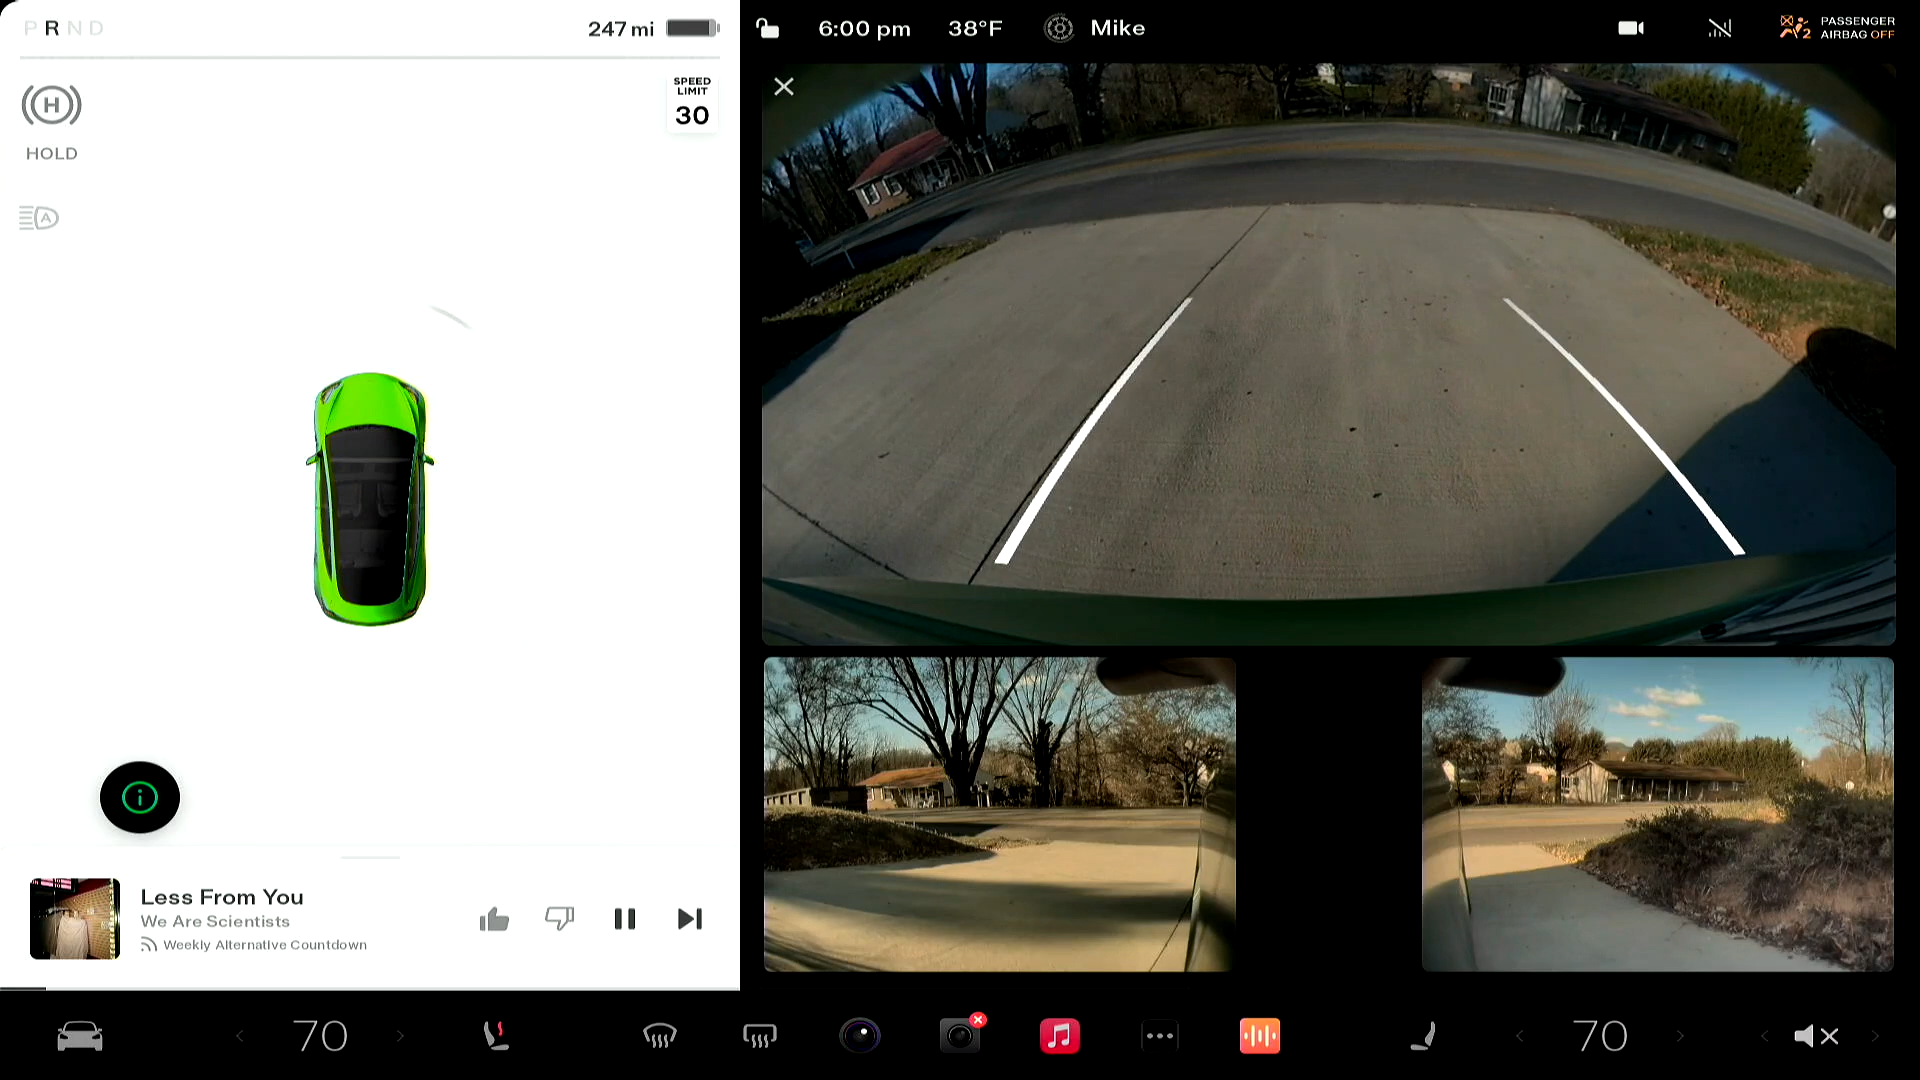 P R N D
247 mi
6:00 pm
38°F
Mike
PASSENGER
AIRBAG OFF
2
H
HOLD
SPEED
LIMIT
30
A
Less From You
We Are Scientists
Weekly Alternative Countdown
70
70